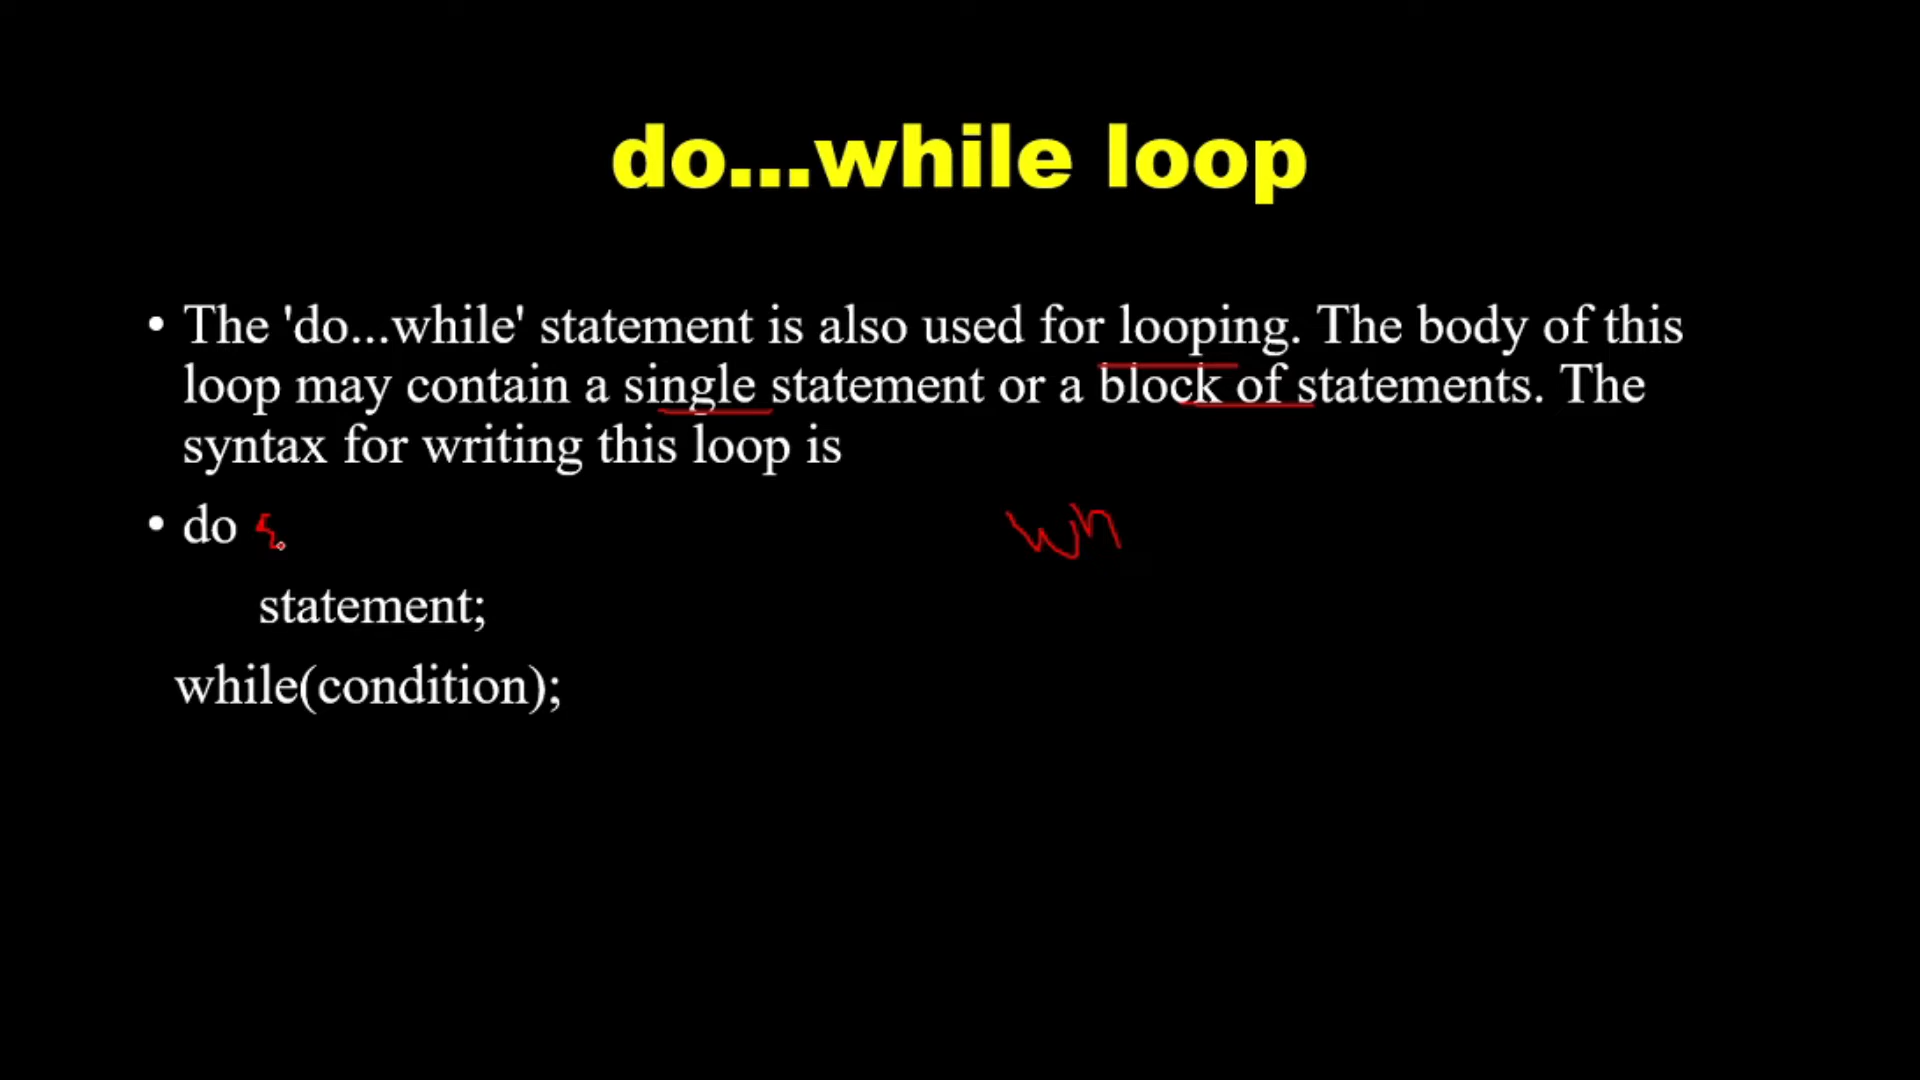 do...while loop
• The 'do...while' statement is also used for looping. The body of this
loop may contain a single statement or a block of statements. The
syntax for writing this loop is
• do {
wh
statement;
while(condition);